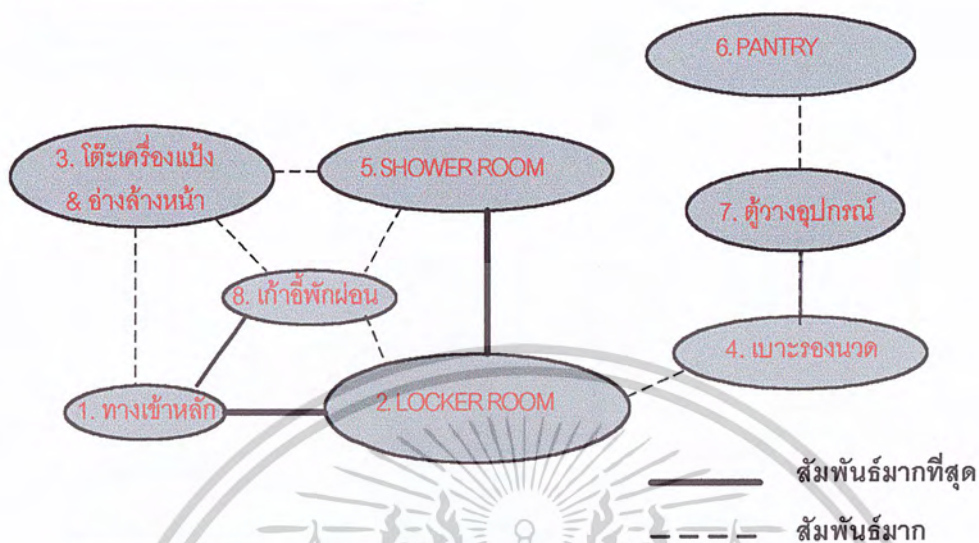 6. PANTRY
3. โต๊ะเครื่องแป้ง
& อ่างล้างหน้า
5. SHOWER ROOM
7. ตู้วางอุปกรณ์
8. เก้าอี้พักผ่อน
4. เบาะรองนวด
1. ทางเข้าหลัก
2. LOCKER ROOM
สัมพันธ์มากที่สุด
สัมพันธ์มาก